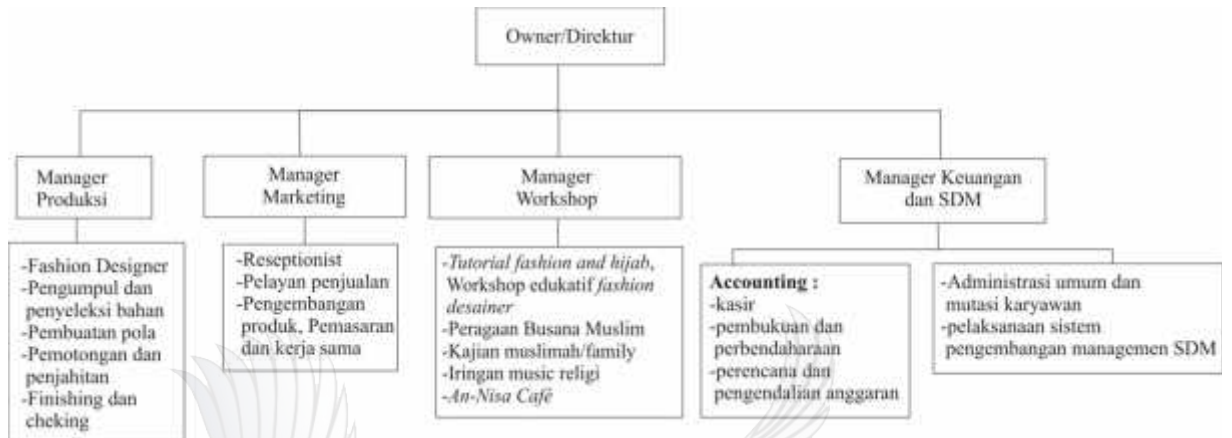 Owner/Direktur
Manager
Produksi
Manager
Marketing
Manager
Workshop
Manager Keuangan
dan SDM
-Fashion Designer
-Pengumpul dan
penyeleksi bahan
-Pembuatan pola
-Pemotongan dan
penjahitan
-Finishing dan
cheking
-Reseptionist
-Pelayan penjualan
-Pengembangan
produk, Pemasaran
dan kerja sama
-Tutorial fashion and hijab,
Workshop edukatif fashion
desainer
-Peragaan Busana Muslim
-Kajian muslimah/family
-Iringan music religi
-An-Nisa Café
Accounting :
-kasir
-pembukuan dan
perbendaharaan
-perencana dan
pengendalian anggaran
-Administrasi umum dan
mutasi karyawan
-pelaksanaan sistem
pengembangan managemen SDM